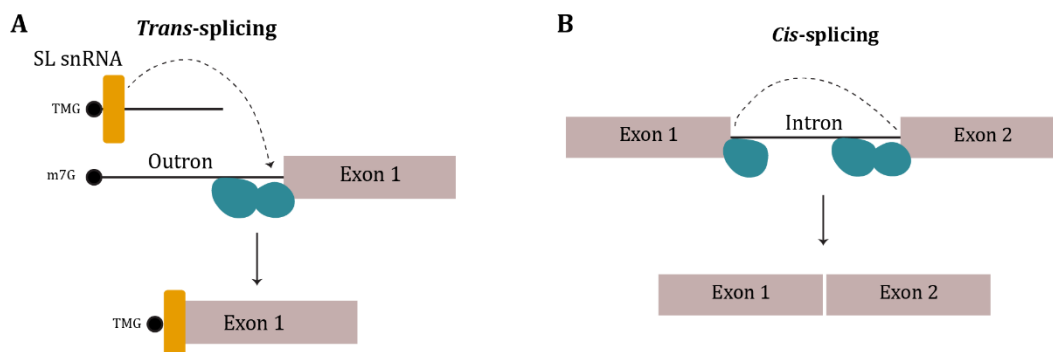 A
Trans-splicing
SL snRNA
TMG
Outron
m7G
Exon 1
TMG
Exon 1
B
Cis-splicing
Exon 1
Intron
Exon 2
Exon 1
Exon 2